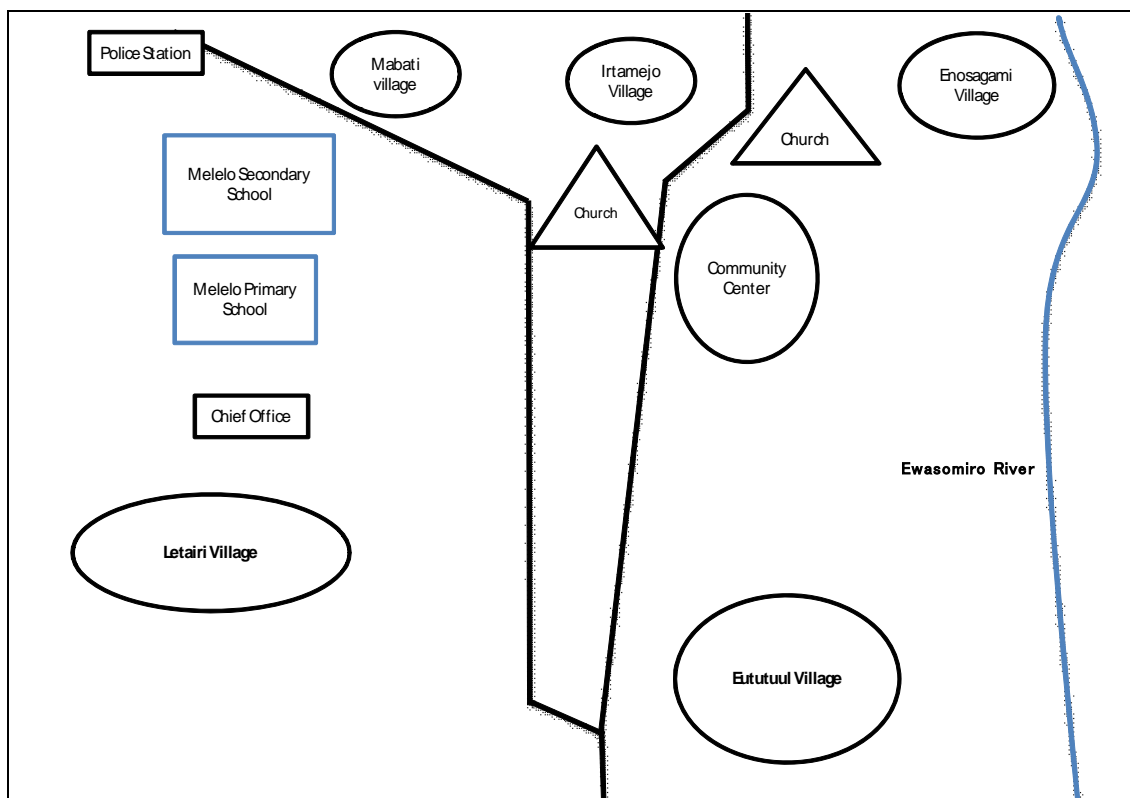 Police Station
Mabati
village
Irtamejo
Village
Enosagami
Village
Church
Melelo Secondary
School
Church
Community
Center
Melelo Primary
School
Chief Office
Ewasomiro River
Letairi Village
Eututuul Village